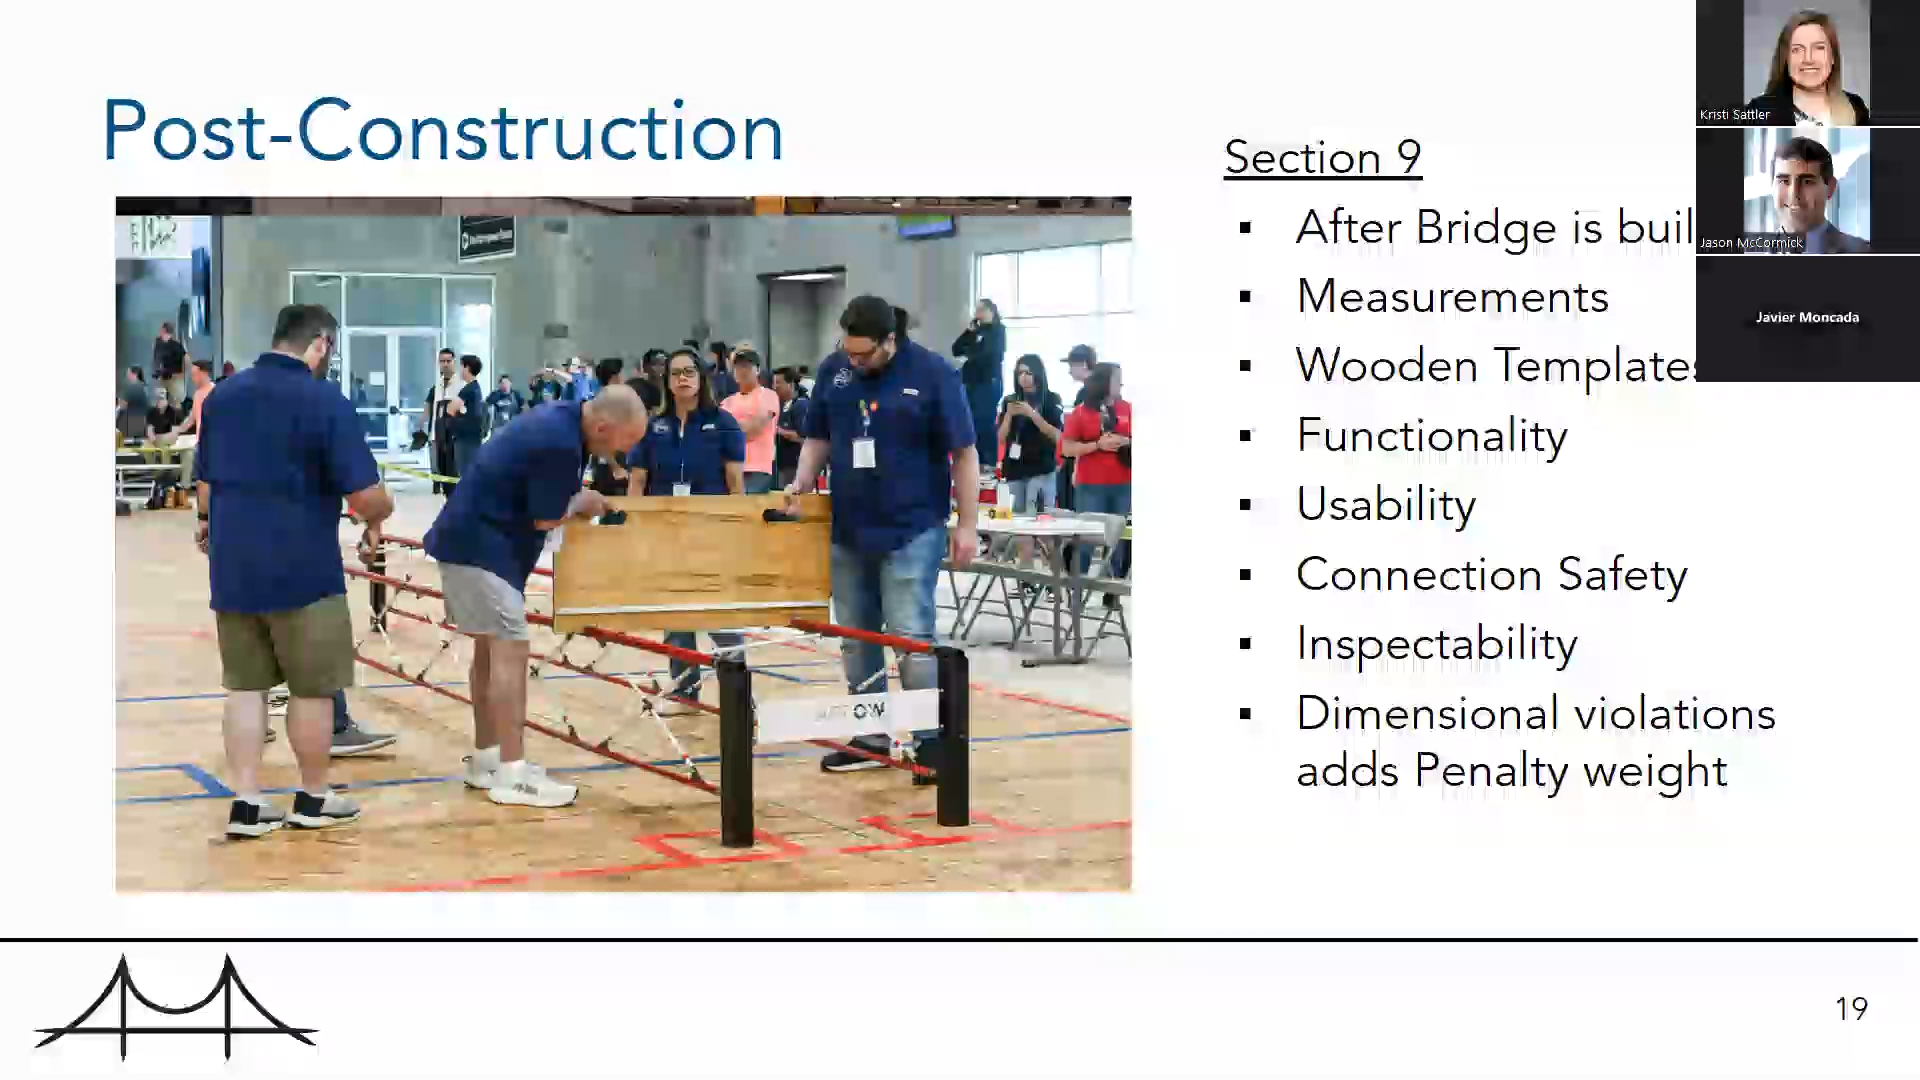 Post-Construction
Section 9
After Bridge is buil
Measurements
Wooden Templates
Functionality
Usability
Connection Safety
Inspectability
Dimensional violations
adds Penalty weight
Kristi Sattler
Jason McCormick
Javier Moncada
19